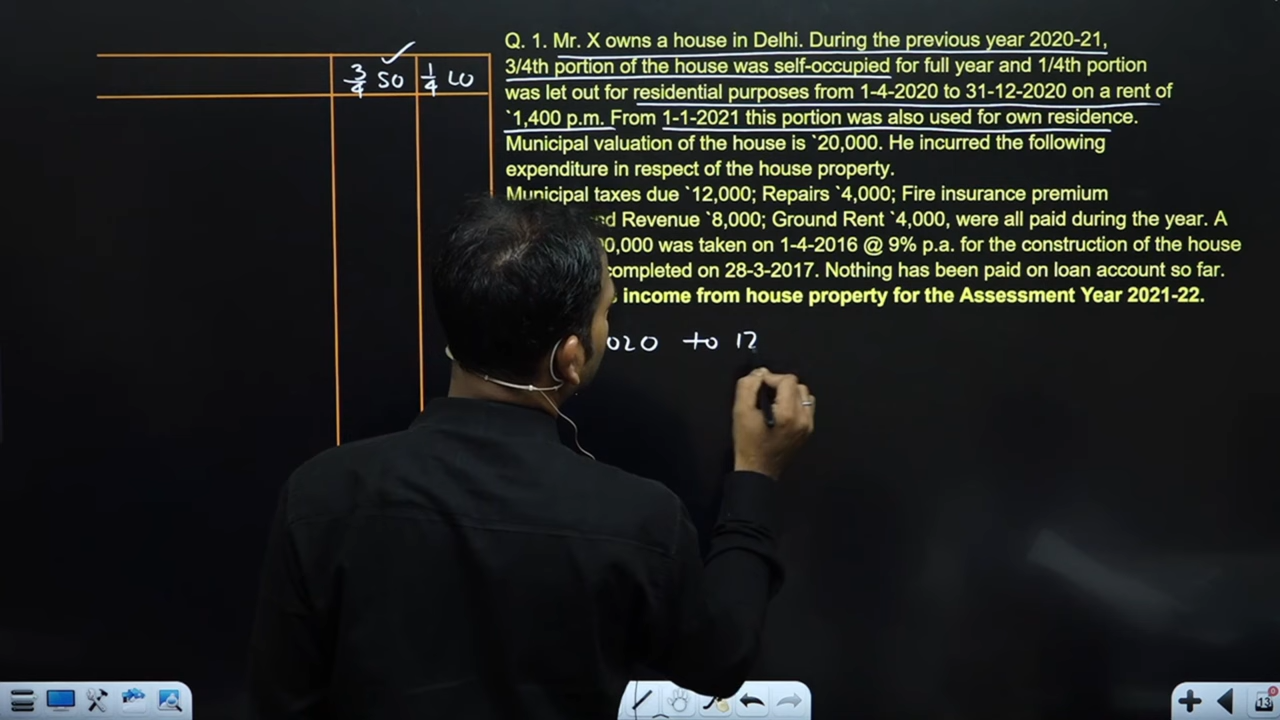 3/4 SO 1/4 LO
Q. 1. Mr. X owns a house in Delhi. During the previous year 2020-21,
3/4th portion of the house was self-occupied for full year and 1/4th portion
was let out for residential purposes from 1-4-2020 to 31-12-2020 on a rent of
`1,400 p.m. From 1-1-2021 this portion was also used for own residence.
Municipal valuation of the house is `20,000. He incurred the following
expenditure in respect of the house property.
Municipal taxes due `12,000; Repairs `4,000; Fire insurance premium
Revenue `8,000; Ground Rent `4,000, were all paid during the year. A
was taken on 1-4-2016 @ 9% p.a. for the construction of the house
completed on 28-3-2017. Nothing has been paid on loan account so far.
income from house property for the Assessment Year 2021-22.
020 to 12
13